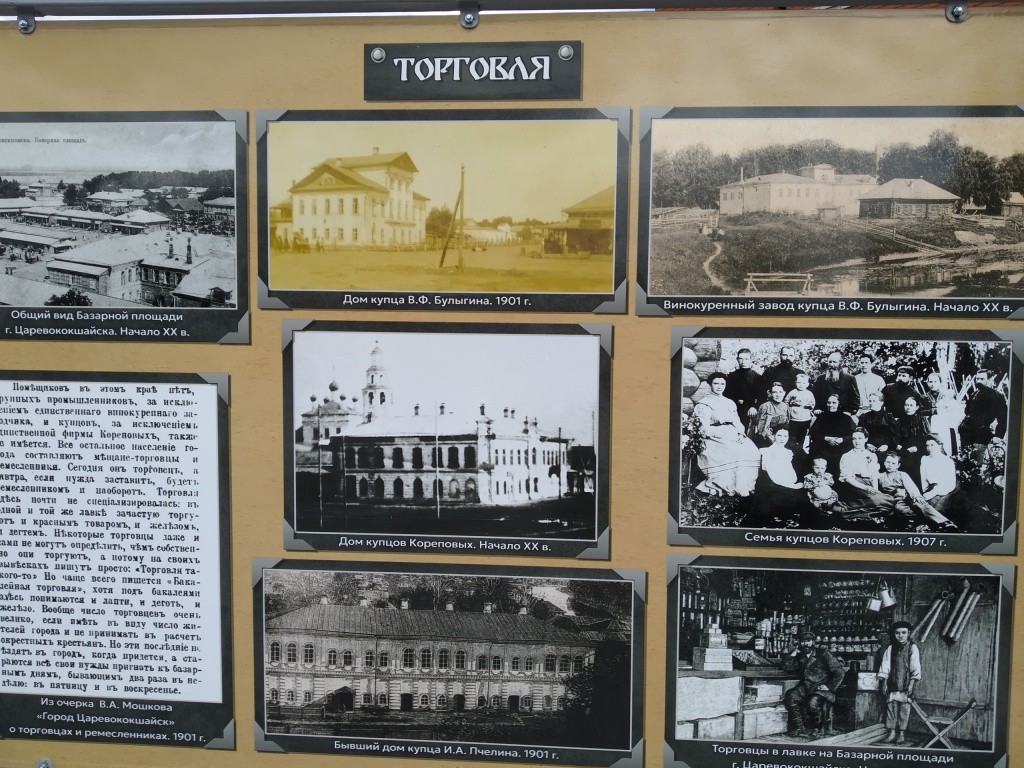 ТОРГОВЛЯ
Базарная площадь.
Общий вид Базарной площади
г. Царевококшайска. Начало XX в.
Дом купца В.Ф. Булыгина. 1901 г.
Винокуренный завод купца В.Ф. Булыгина. Начало XX в.
Помѣщиковъ въ этомъ краѣ нѣтъ,
крупныхъ промышленниковъ, за исклю-
ченіемъ единственнаго винокуреннаго за-
водчика, и купцовъ, за исключеніемъ
единственной фирмы Кореповыхъ, также
не имѣется. Все остальное населеніе го-
рода составляютъ мѣщане-торговцы и
ремесленники. Сегодня онъ торговецъ, а
завтра, если нужда заставитъ, будетъ
ремесленникомъ и наоборотъ. Торговля
здѣсь почти не спеціализировалась: въ
одной и той же лавкѣ зачастую торгу-
ютъ и краснымъ товаромъ, и желѣзомъ,
и дегтемъ. Нѣкоторые торговцы даже и
сами не могутъ опредѣлить, чѣмъ собствен-
но они торгуютъ, а потому на своихъ
вывѣскахъ пишутъ просто: «Торговля та-
кого-то» Но чаще всего пишется «Бака-
лейная торговля», хотя подъ бакалеями
здѣсь понимаются и лапти, и деготь, и
желѣзо. Вообще число торговцевъ очень
велико, если имѣть въ виду число жи-
телей города и не принимать въ расчетъ
окрестныхъ крестьянъ. Но эти послѣдніе въ
ѣздятъ въ городъ, когда придется, а ста-
раются всѣ свои нужды пригнать къ базар-
нымъ днямъ, бывающимъ два раза въ не-
дѣлю: въ пятницу и въ воскресенье.
Из очерка В.А. Мошкова
«Город Царевококшайск»
о торговцах и ремесленниках. 1901 г.
Дом купцов Кореповых. Начало XX в.
Семья купцов Кореповых. 1907 г.
Бывший дом купца И.А. Пчелина. 1901 г.
Торговцы в лавке на Базарной площади
г. Царевококшайска.